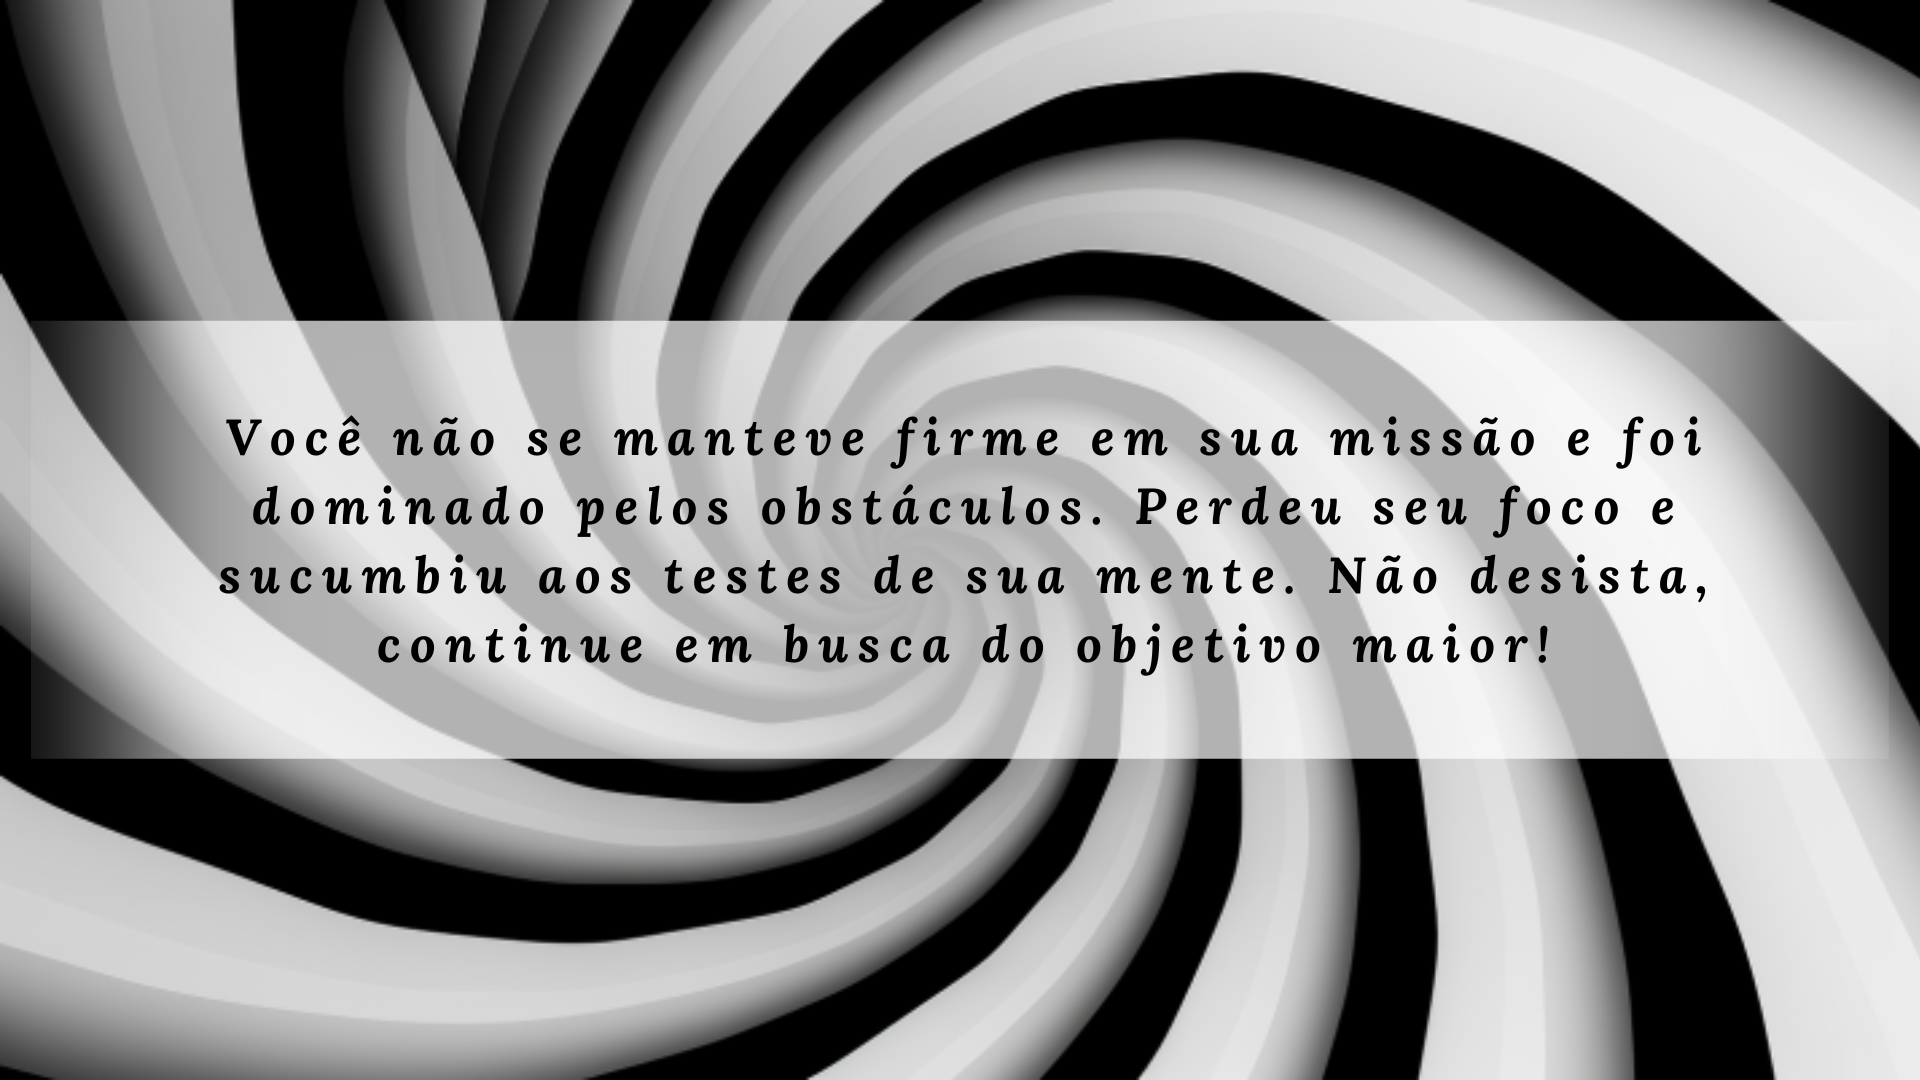 Você não se manteve firme em sua missão e foi
dominado pelos obstáculos. Perdeu seu foco e
sucumbiu aos testes de sua mente. Não desista,
continue em busca do objetivo maior!